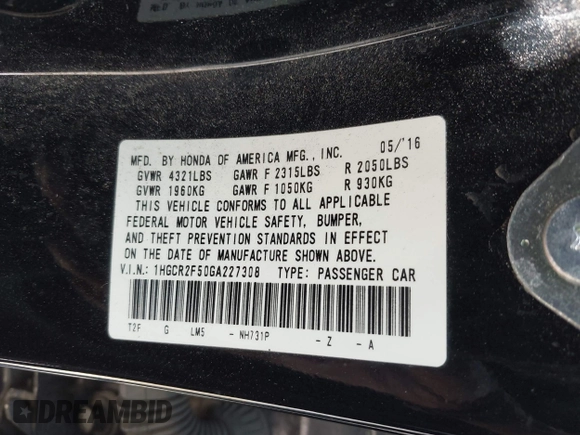 MFD. BY HONDA OF AMERICA MFG., INC. 05/'16
GVWR 4321LBS GAWR F 2315LBS R 2050LBS
GVWR 1960KG GAWR F 1050KG R 930KG
THIS VEHICLE CONFORMS TO ALL APPLICABLE
FEDERAL MOTOR VEHICLE SAFETY, BUMPER,
AND THEFT PREVENTION STANDARDS IN EFFECT
ON THE DATE OF MANUFACTURE SHOWN ABOVE.
V.I.N.: 1HGCR2F50GA227308 TYPE: PASSENGER CAR
T2F G LM5 - NH731P - Z - A
DREAMBID